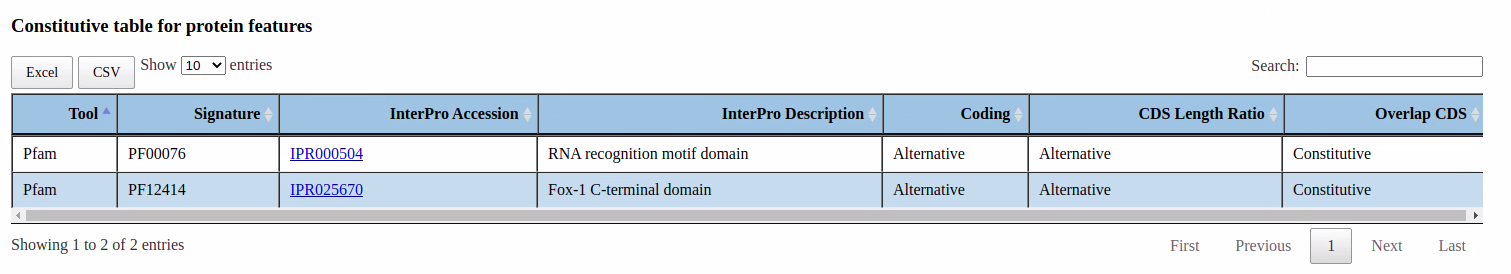 Constitutive table for protein features
Excel CSV Show 10 entries Search:
Tool Signature InterPro Accession InterPro Description Coding CDS Length Ratio Overlap CDS
Pfam PF00076 IPR000504 RNA recognition motif domain Alternative Alternative Constitutive
Pfam PF12414 IPR025670 Fox-1 C-terminal domain Alternative Alternative Constitutive
Showing 1 to 2 of 2 entries First Previous 1 Next Last